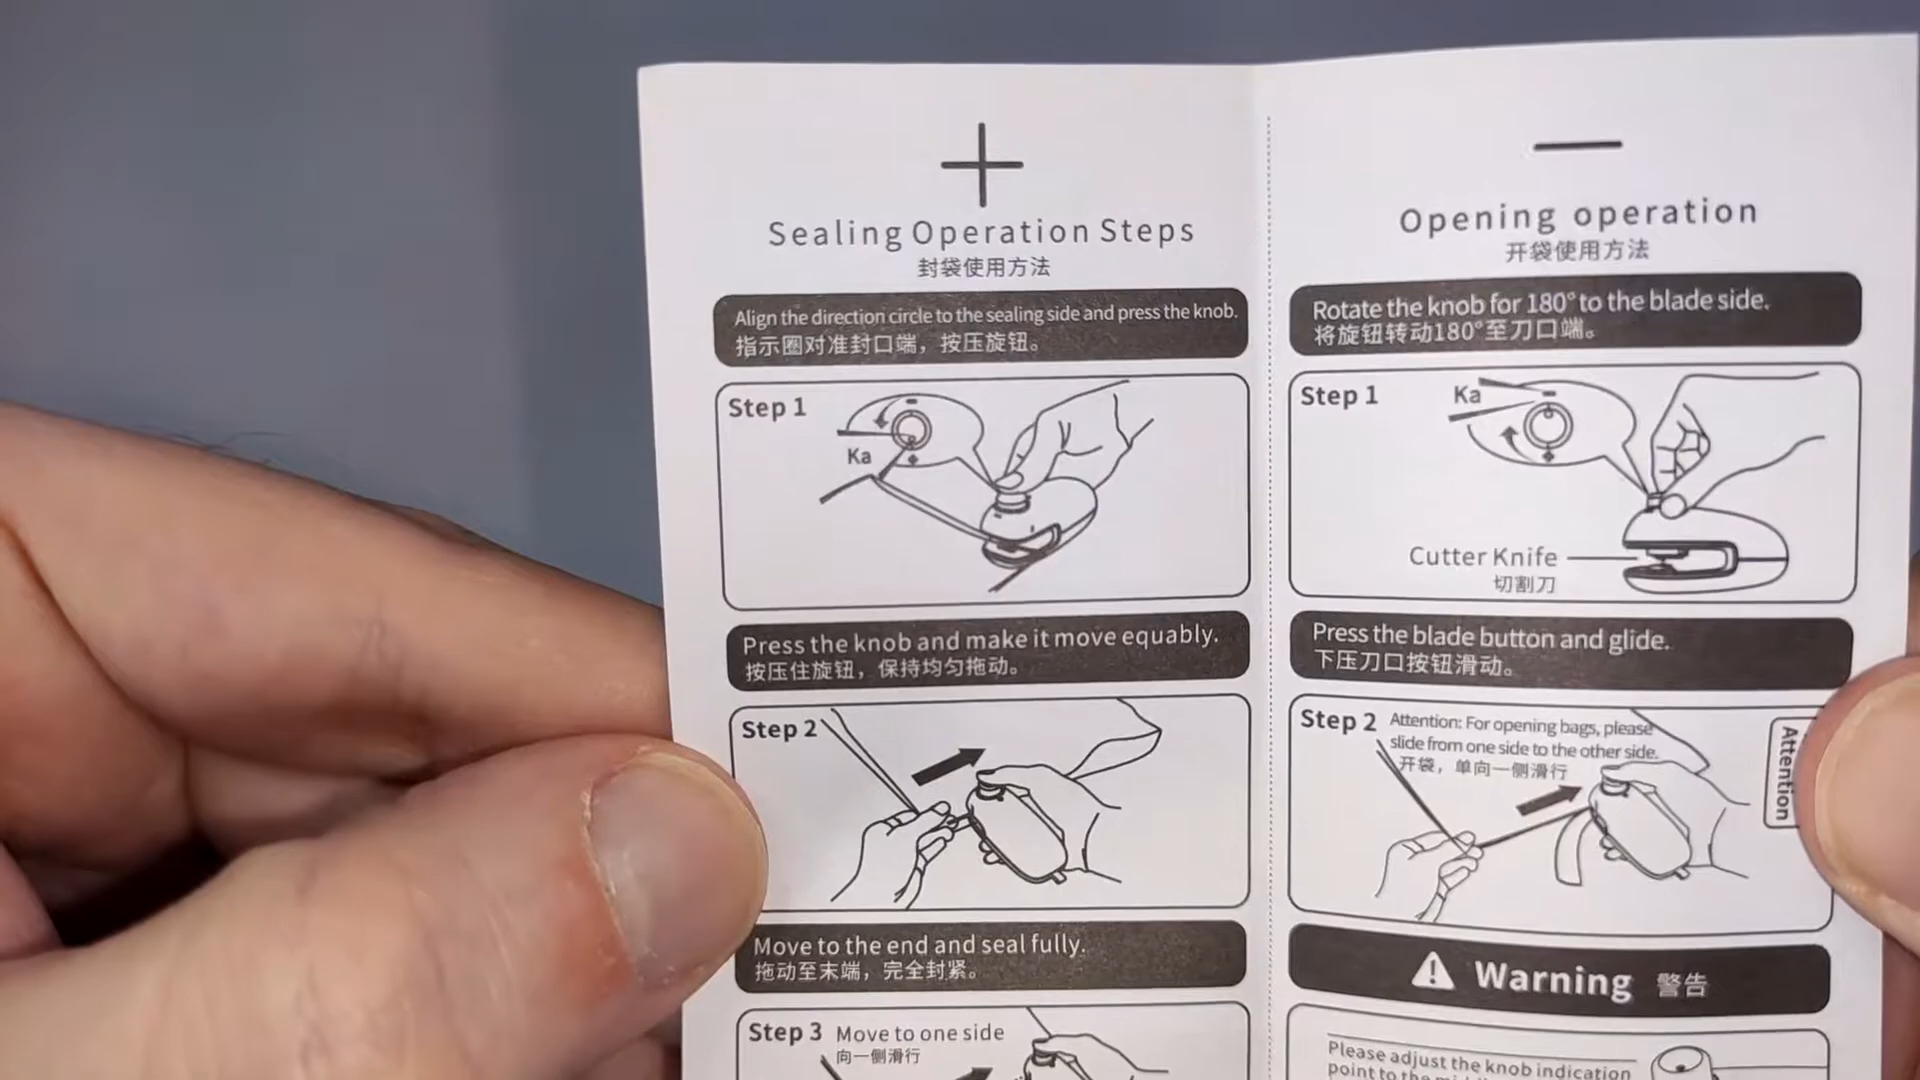 Sealing Operation Steps
封袋使用方法
Align the direction circle to the sealing side and press the knob.
指示圈对准封口端，按压旋钮。
Step 1
Ka
Press the knob and make it move equably.
按压住旋钮，保持均匀拖动。
Step 2
Move to the end and seal fully.
拖动至末端，完全封紧。
Step 3 Move to one side
向一侧滑行
Opening operation
开袋使用方法
Rotate the knob for 180° to the blade side.
将旋钮转动180°至刀口端。
Step 1
Ka
Cutter Knife
切割刀
Press the blade button and glide.
下压刀口按钮滑动。
Step 2 Attention: For opening bags, please
slide from one side to the other side.
开袋，单向一侧滑行
Attention
Warning 警告
Please adjust the knob indication
point to the